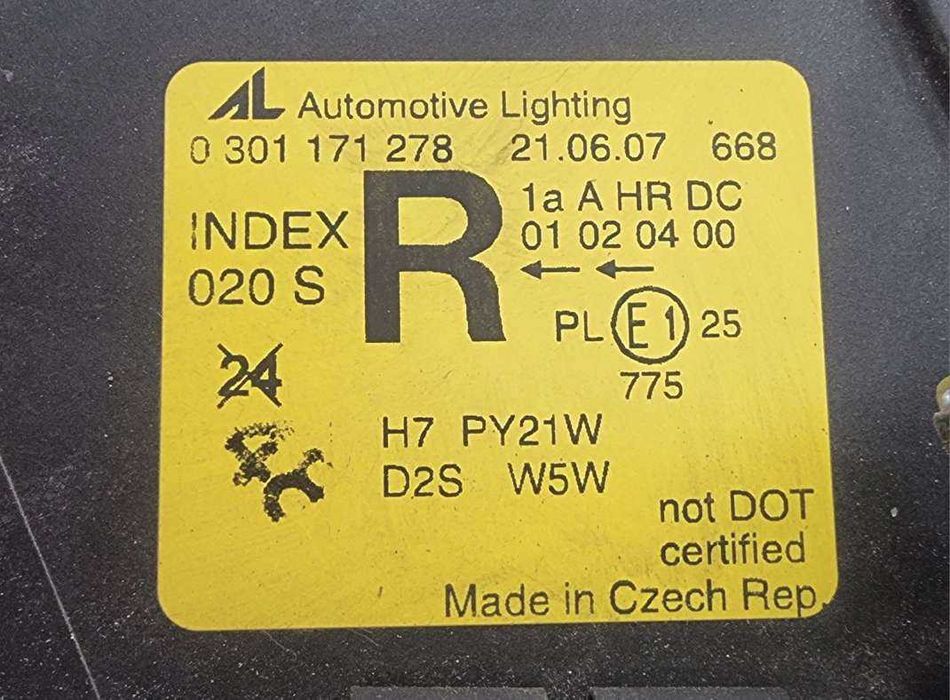 AL Automotive Lighting
0 301 171 278 21.06.07 668
R
1a A HR DC
01 02 04 00
INDEX
020 S
PL E1 25
775
24
H7 PY21W
D2S W5W
not DOT
certified
Made in Czech Rep.